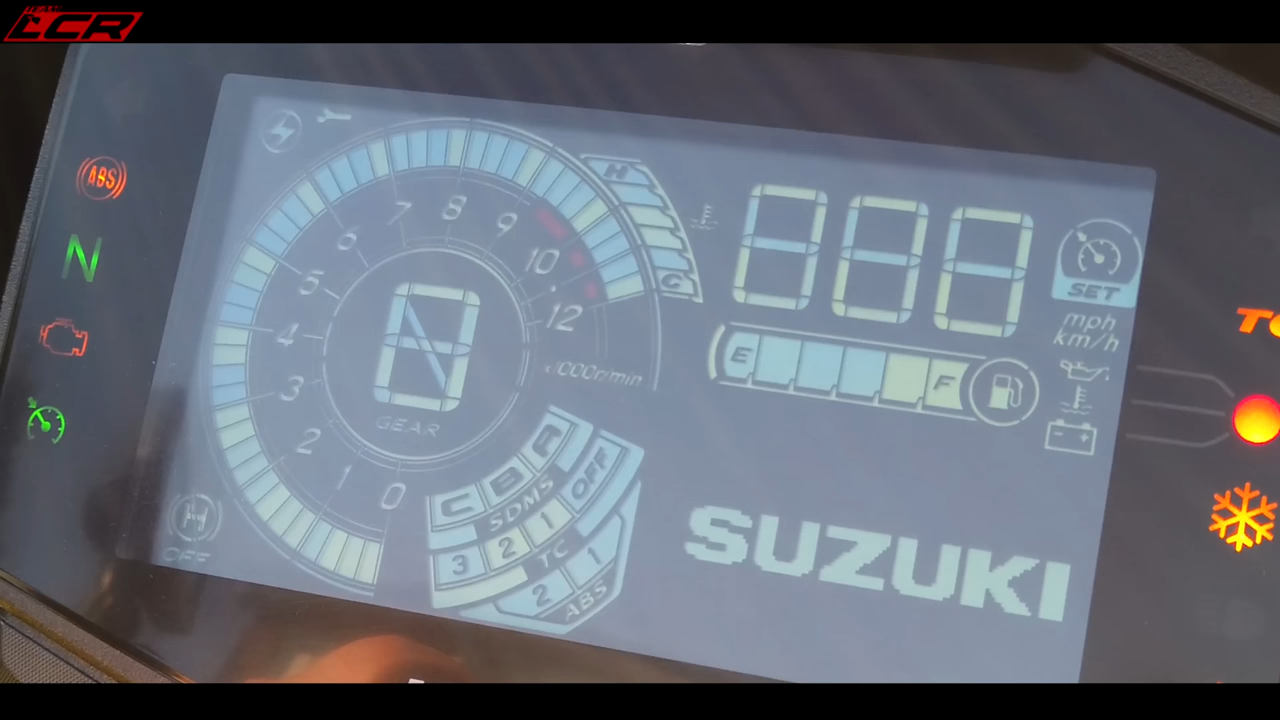 LCR
ABS
N
H
7 8 9
6 10
5 12
4
3
2
1
0
x1000r/min
GEAR
C
SET
mph
km/h
E
F
TC
C B A
SDMS
OFF
3 2 1
TC
2 1
ABS
H
OFF
SUZUKI